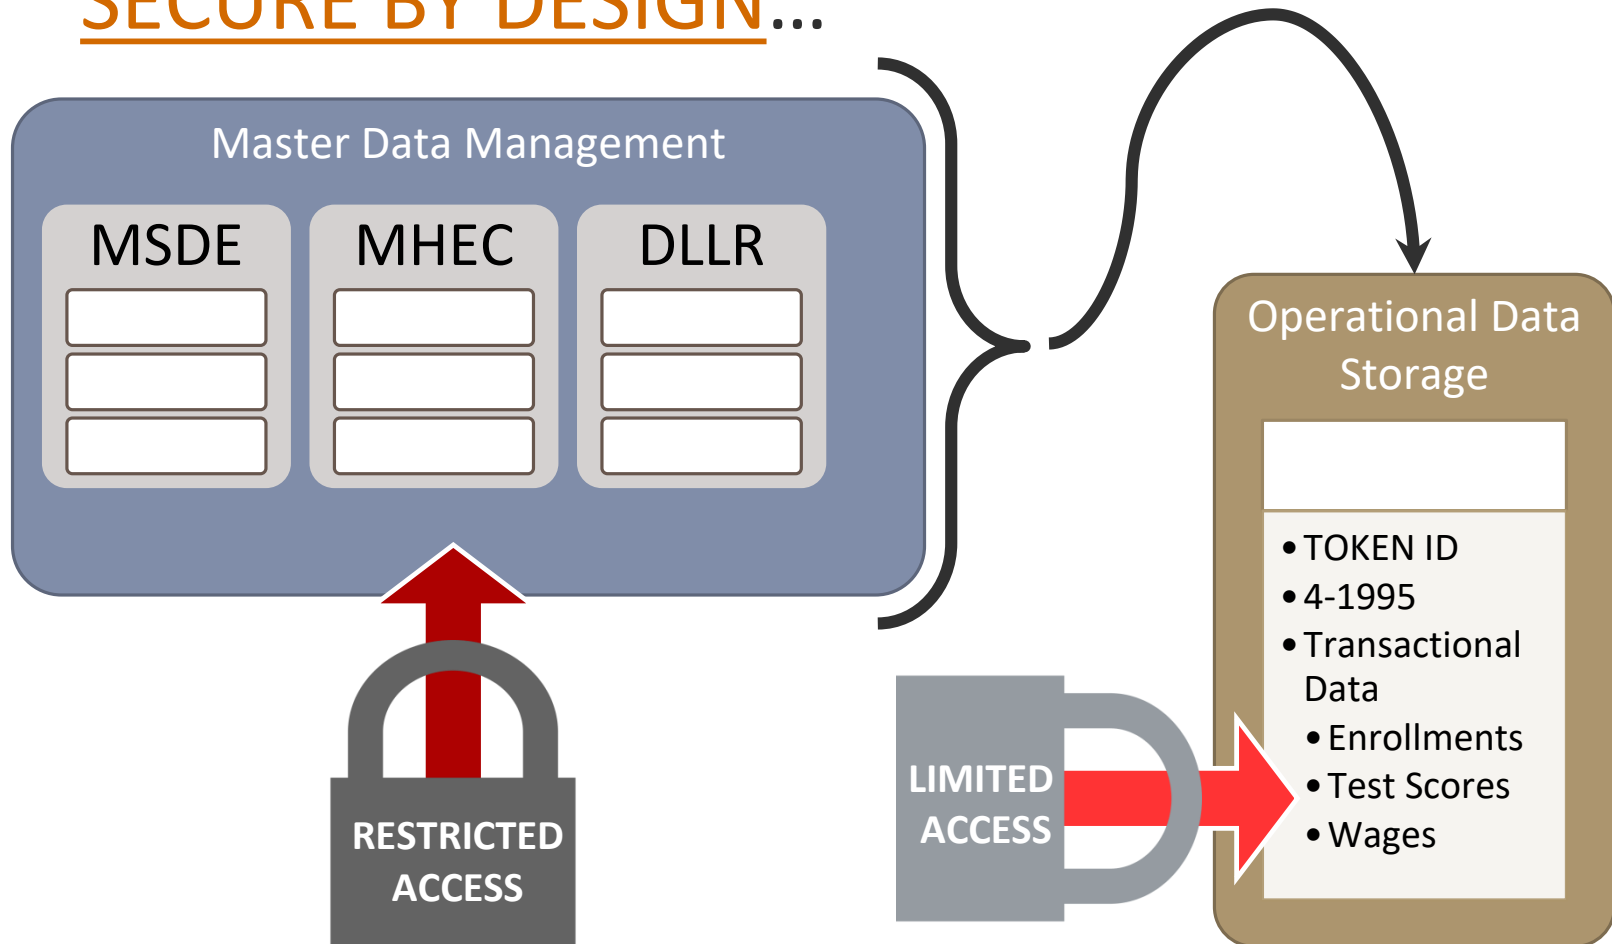 SECURE BY DESIGN...
Master Data Management
MSDE
MHEC
DLLR
Operational Data
Storage
• TOKEN ID
• 4-1995
• Transactional
Data
• Enrollments
• Test Scores
• Wages
RESTRICTED
ACCESS
LIMITED
ACCESS